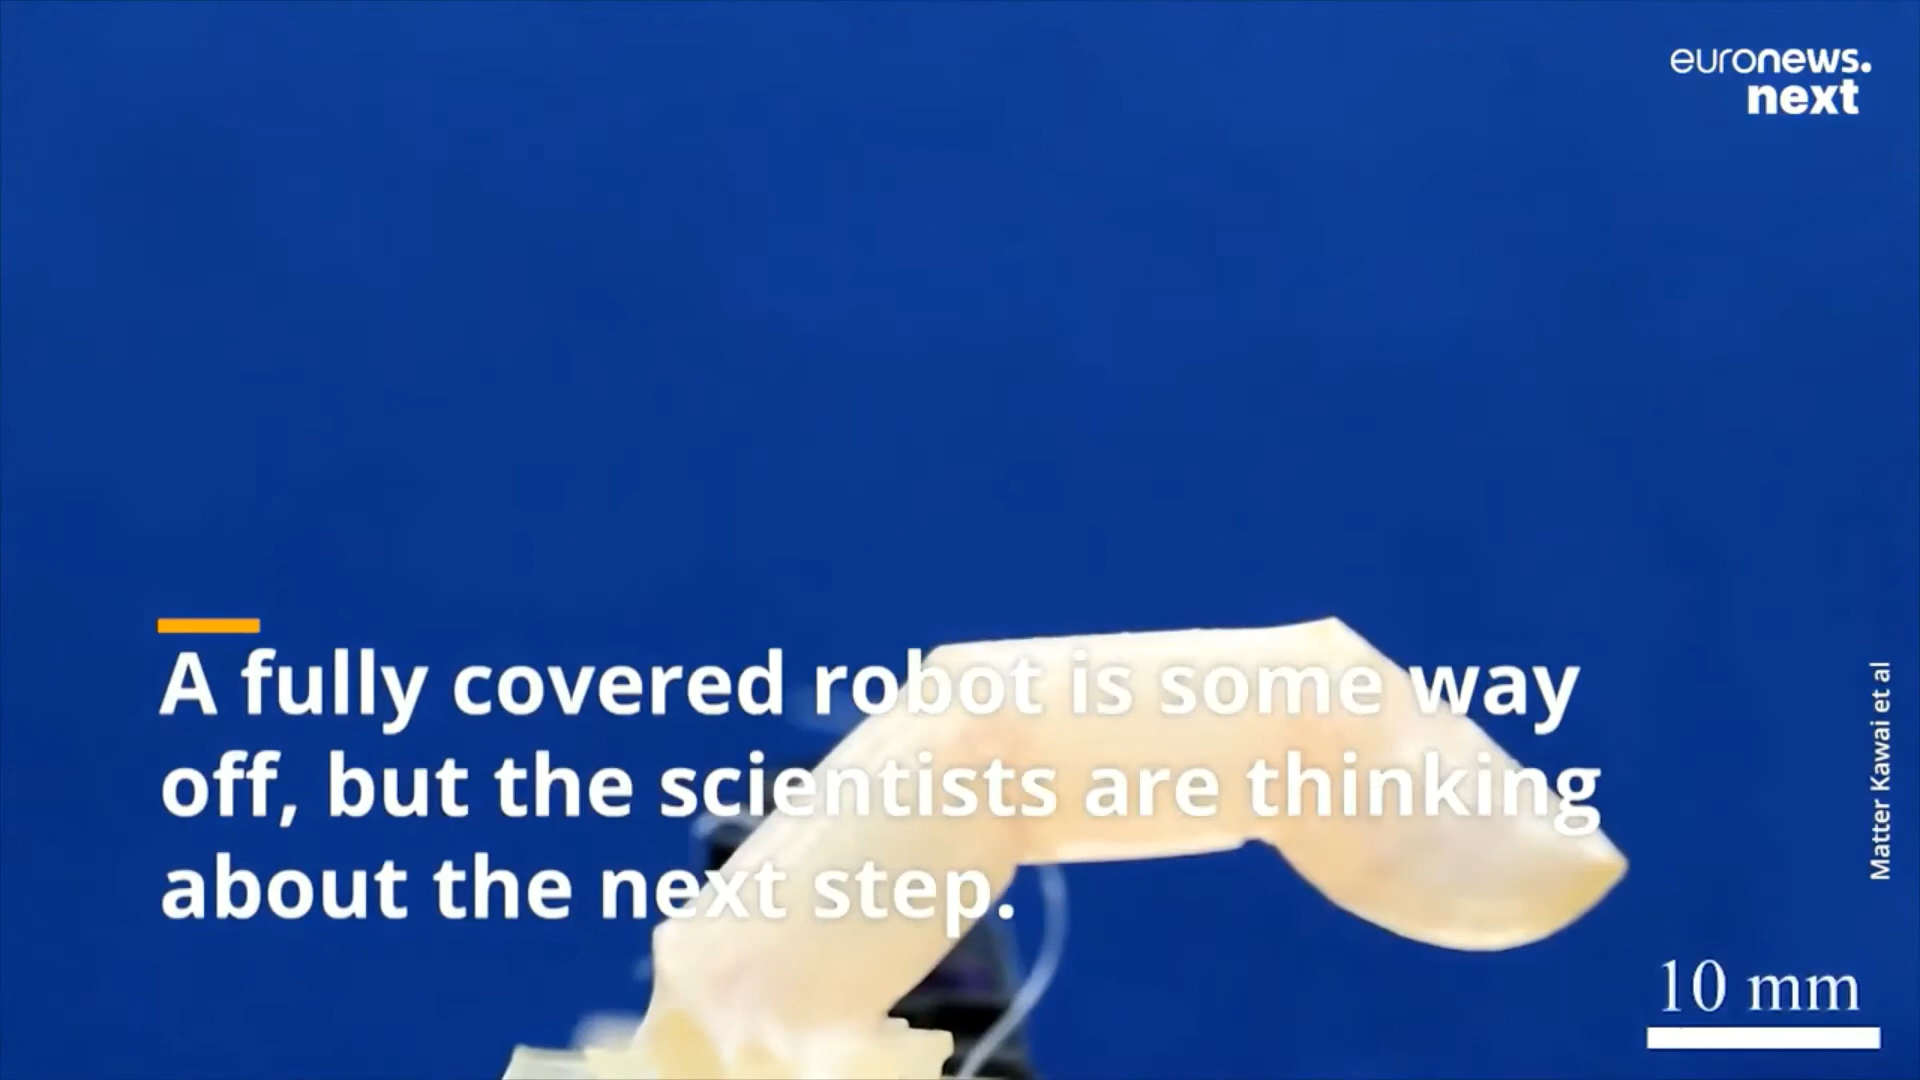 euronews.
next
A fully covered robot is some way
off, but the scientists are thinking
about the next step.
Matter Kawai et al
10 mm